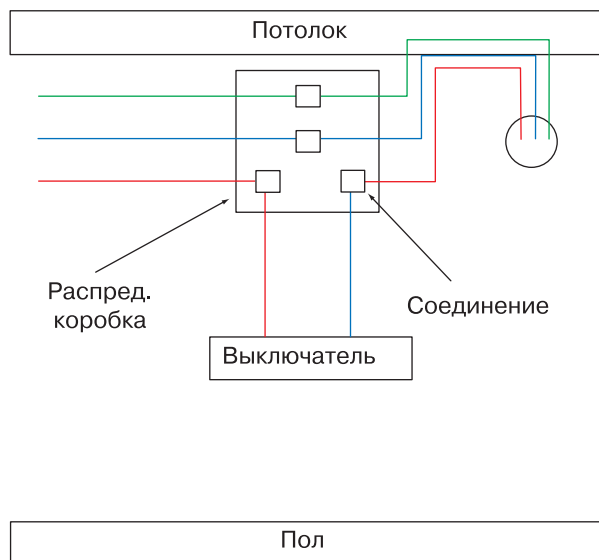 Потолок
Распред.
коробка
Соединение
Выключатель
Пол